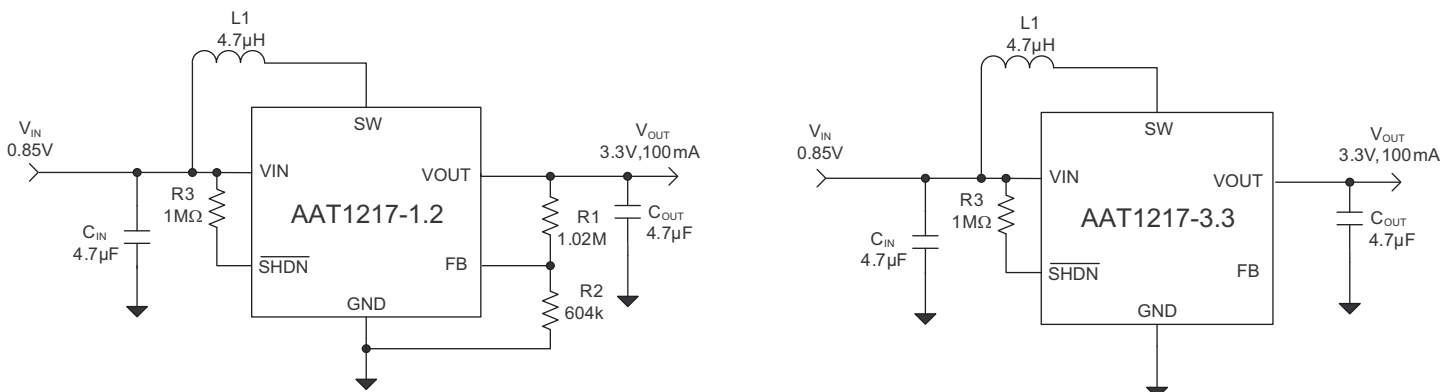 L1
4.7µH
SW
V_IN
0.85V
VIN
V_OUT
3.3V,100mA
VOUT
R3
1MΩ
AAT1217-1.2
R1
1.02M
C_OUT
4.7µF
C_IN
4.7µF
SHDN
FB
R2
604k
GND
L1
4.7µH
SW
V_IN
0.85V
VIN
V_OUT
3.3V,100mA
VOUT
R3
1MΩ
AAT1217-3.3
C_OUT
4.7µF
C_IN
4.7µF
SHDN
FB
GND